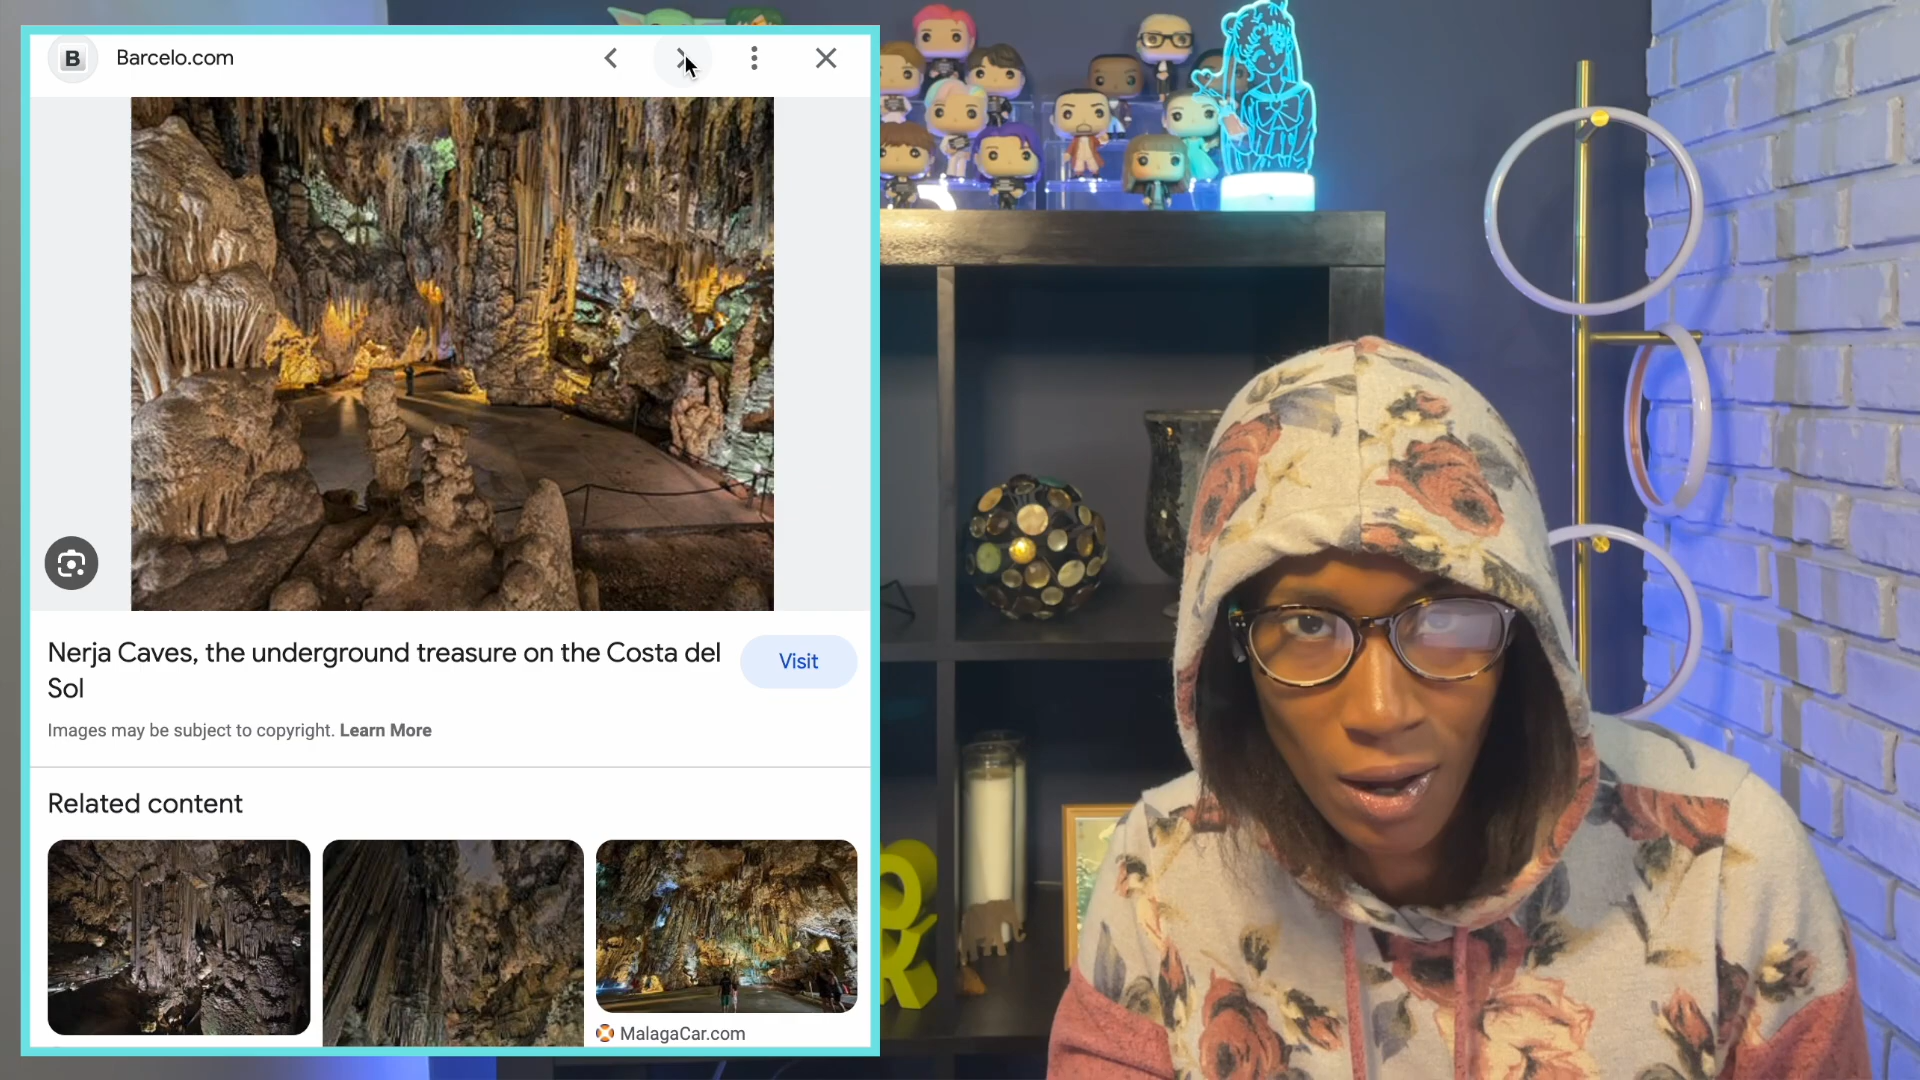 B Barcelo.com
Nerja Caves, the underground treasure on the Costa del
Sol
Visit
Images may be subject to copyright. Learn More
Related content
MalagaCar.com